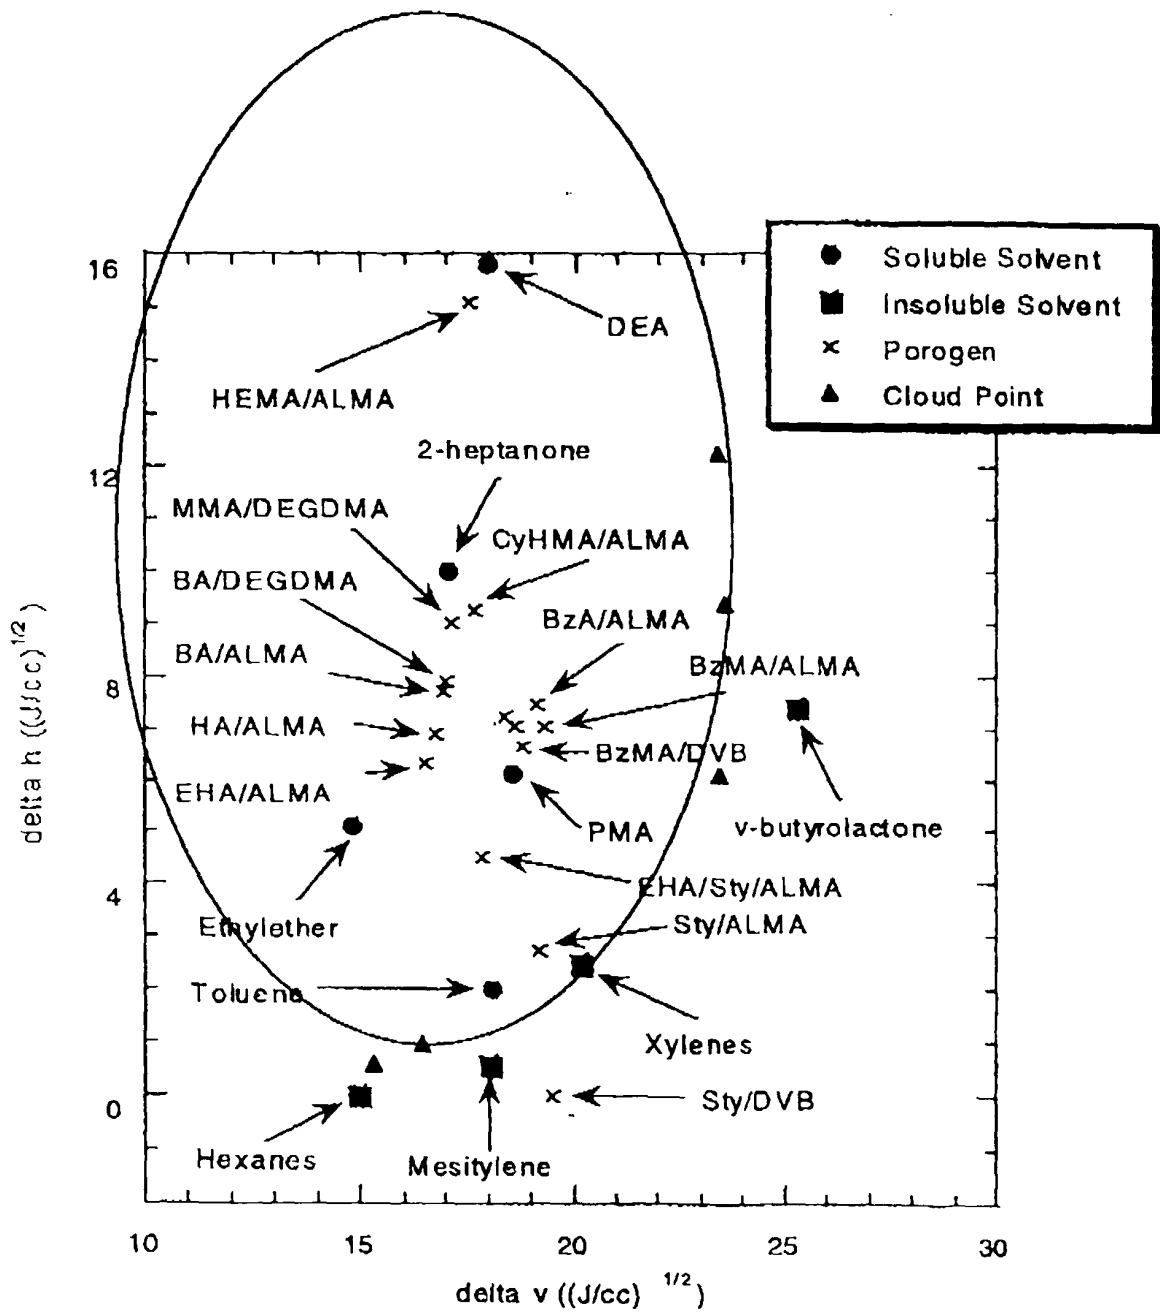 16
Soluble Solvent
Insoluble Solvent
Porogen
Cloud Point
DEA
HEMA/ALMA
2-heptanone
12
MMA/DEGDMA
CyHMA/ALMA
BA/DEGDMA
BzA/ALMA
BA/ALMA
BzMA/ALMA
8
HA/ALMA
BzMA/DVB
EHA/ALMA
PMA
v-butyrolactone
delta h ((J/cc)^1/2)
4
EHA/Sty/ALMA
Ethylether
Sty/ALMA
Toluene
Xylenes
0
Sty/DVB
Hexanes
Mesitylene
10 15 20 25 30
delta v ((J/cc) ^1/2)